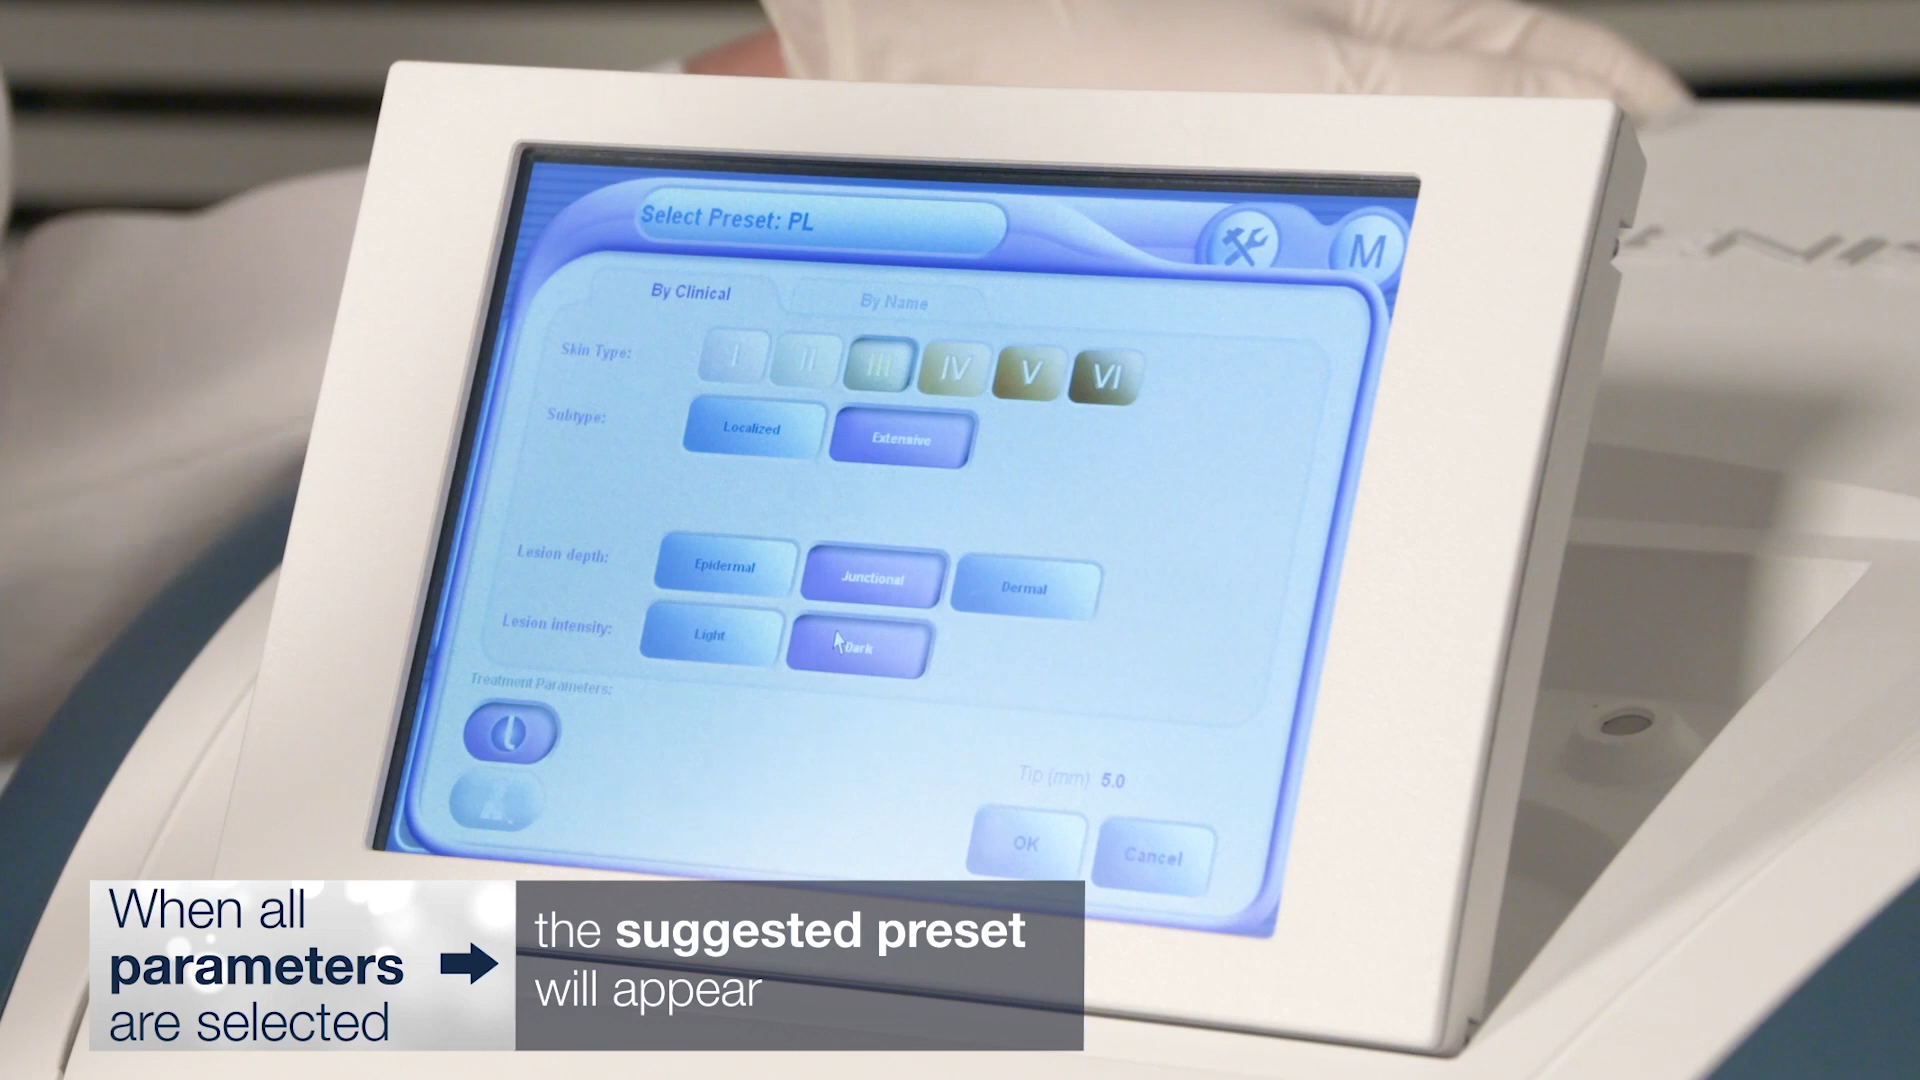 Select Preset: PL
M
By Clinical
By Name
Skin Type:
I II III IV V VI
Subtype:
Localized
Extensive
Lesion depth:
Epidermal
Junctional
Dermal
Lesion intensity:
Light
Dark
Treatment Parameters:
Tip (mm) 5.0
OK
Cancel
When all
parameters
are selected
the suggested preset
will appear